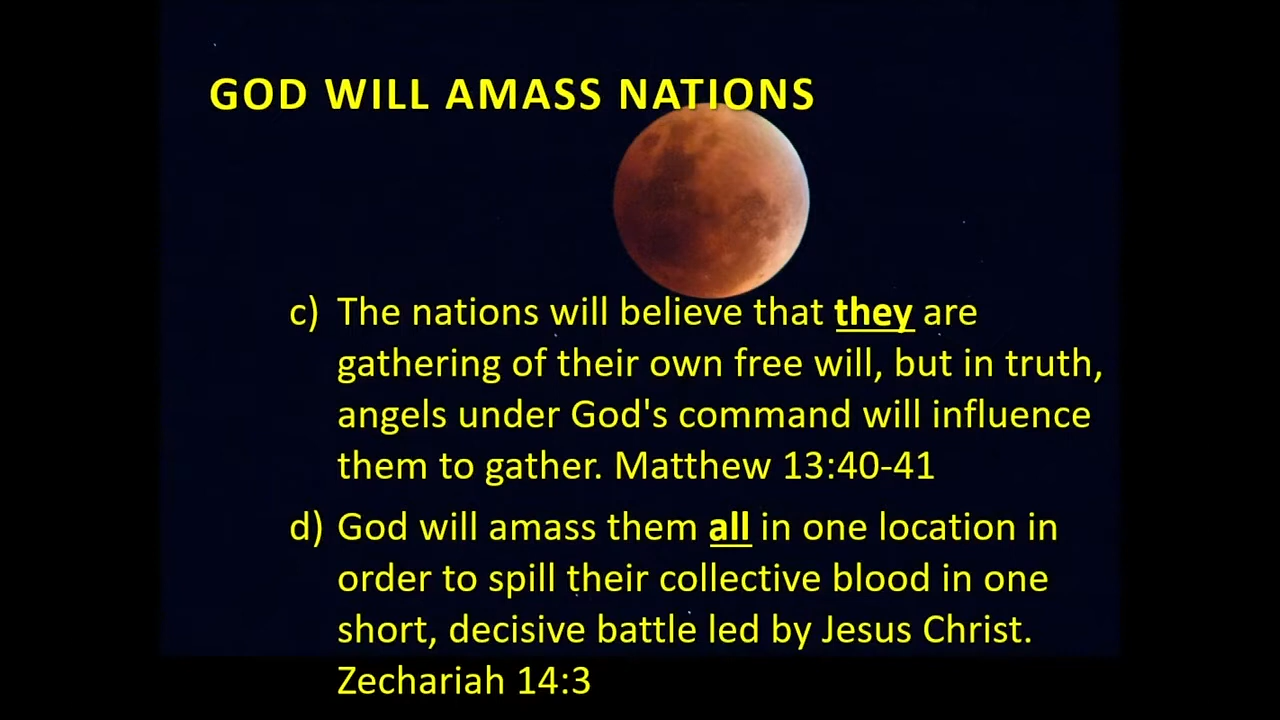 GOD WILL AMASS NATIONS
c) The nations will believe that they are
gathering of their own free will, but in truth,
angels under God's command will influence
them to gather. Matthew 13:40-41
d) God will amass them all in one location in
order to spill their collective blood in one
short, decisive battle led by Jesus Christ.
Zechariah 14:3